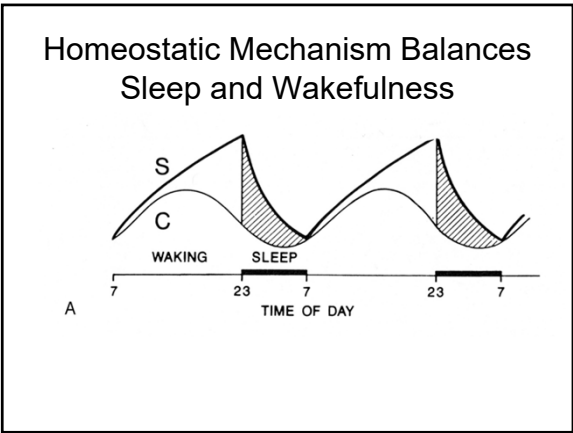 Homeostatic Mechanism Balances
Sleep and Wakefulness
S
C
WAKING SLEEP
7 23 7 23 7
A
TIME OF DAY